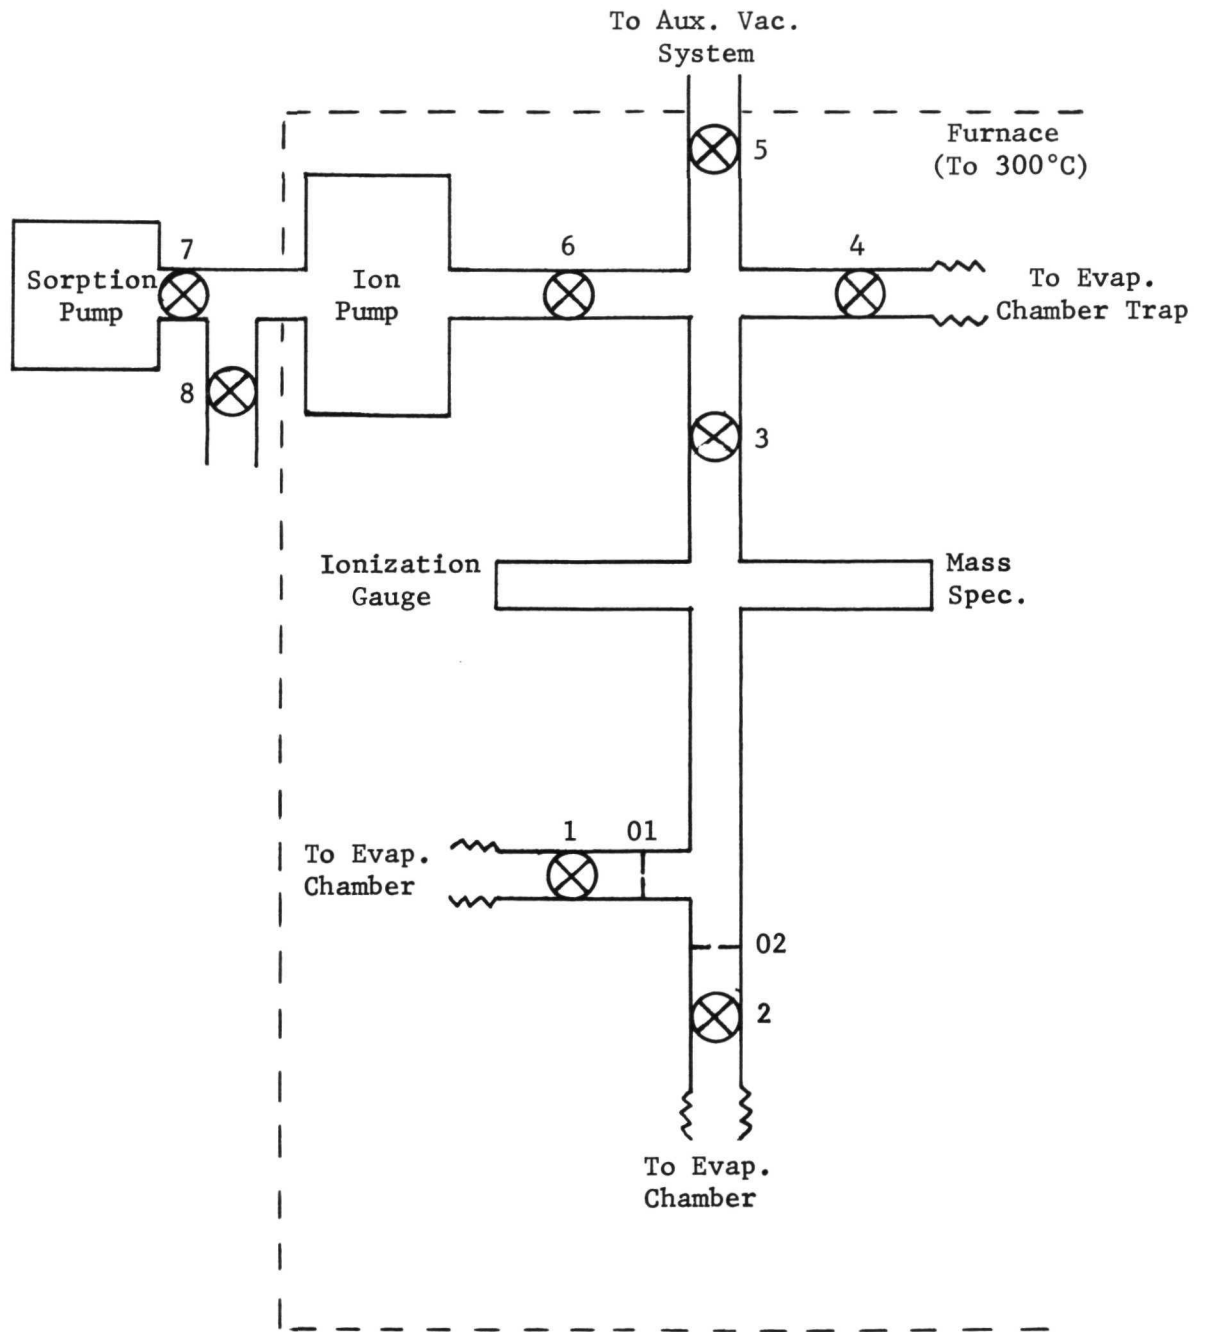 To Aux. Vac.
System
5
Furnace
(To 300°C)
7
6
4
Sorption
Pump
Ion
Pump
To Evap.
Chamber Trap
8
3
Ionization
Gauge
Mass
Spec.
1
01
To Evap.
Chamber
02
2
To Evap.
Chamber